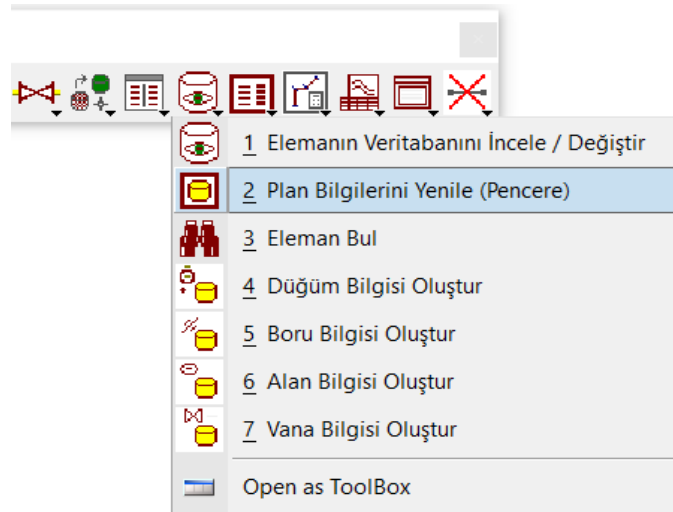 1 Elemanın Veritabanını İncele / Değiştir
2 Plan Bilgilerini Yenile (Pencere)
3 Eleman Bul
4 Düğüm Bilgisi Oluştur
5 Boru Bilgisi Oluştur
6 Alan Bilgisi Oluştur
7 Vana Bilgisi Oluştur
Open as ToolBox